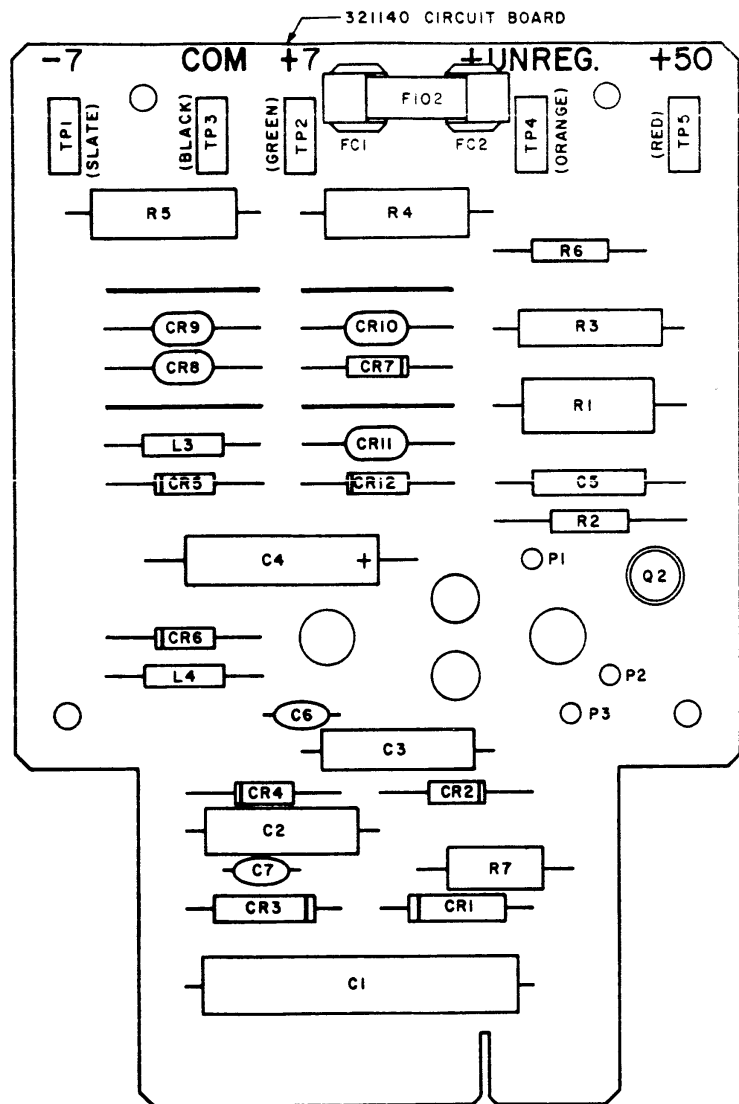 321140 CIRCUIT BOARD
-7 COM +7 +UNREG. +50
TP1 (SLATE) (BLACK) TP3 (GREEN) TP2 F102 TP4 (ORANGE) (RED) TP5
FC1 FC2
R5 R4
R6
CR9 CR10 R3
CR8 CR7
R1
L3 CR11
CR5 CR12 C5
R2
C4 + P1 Q2
CR6
L4 P2
C6 P3
C3
CR4 CR2
C2
C7 R7
CR3 CR1
C1